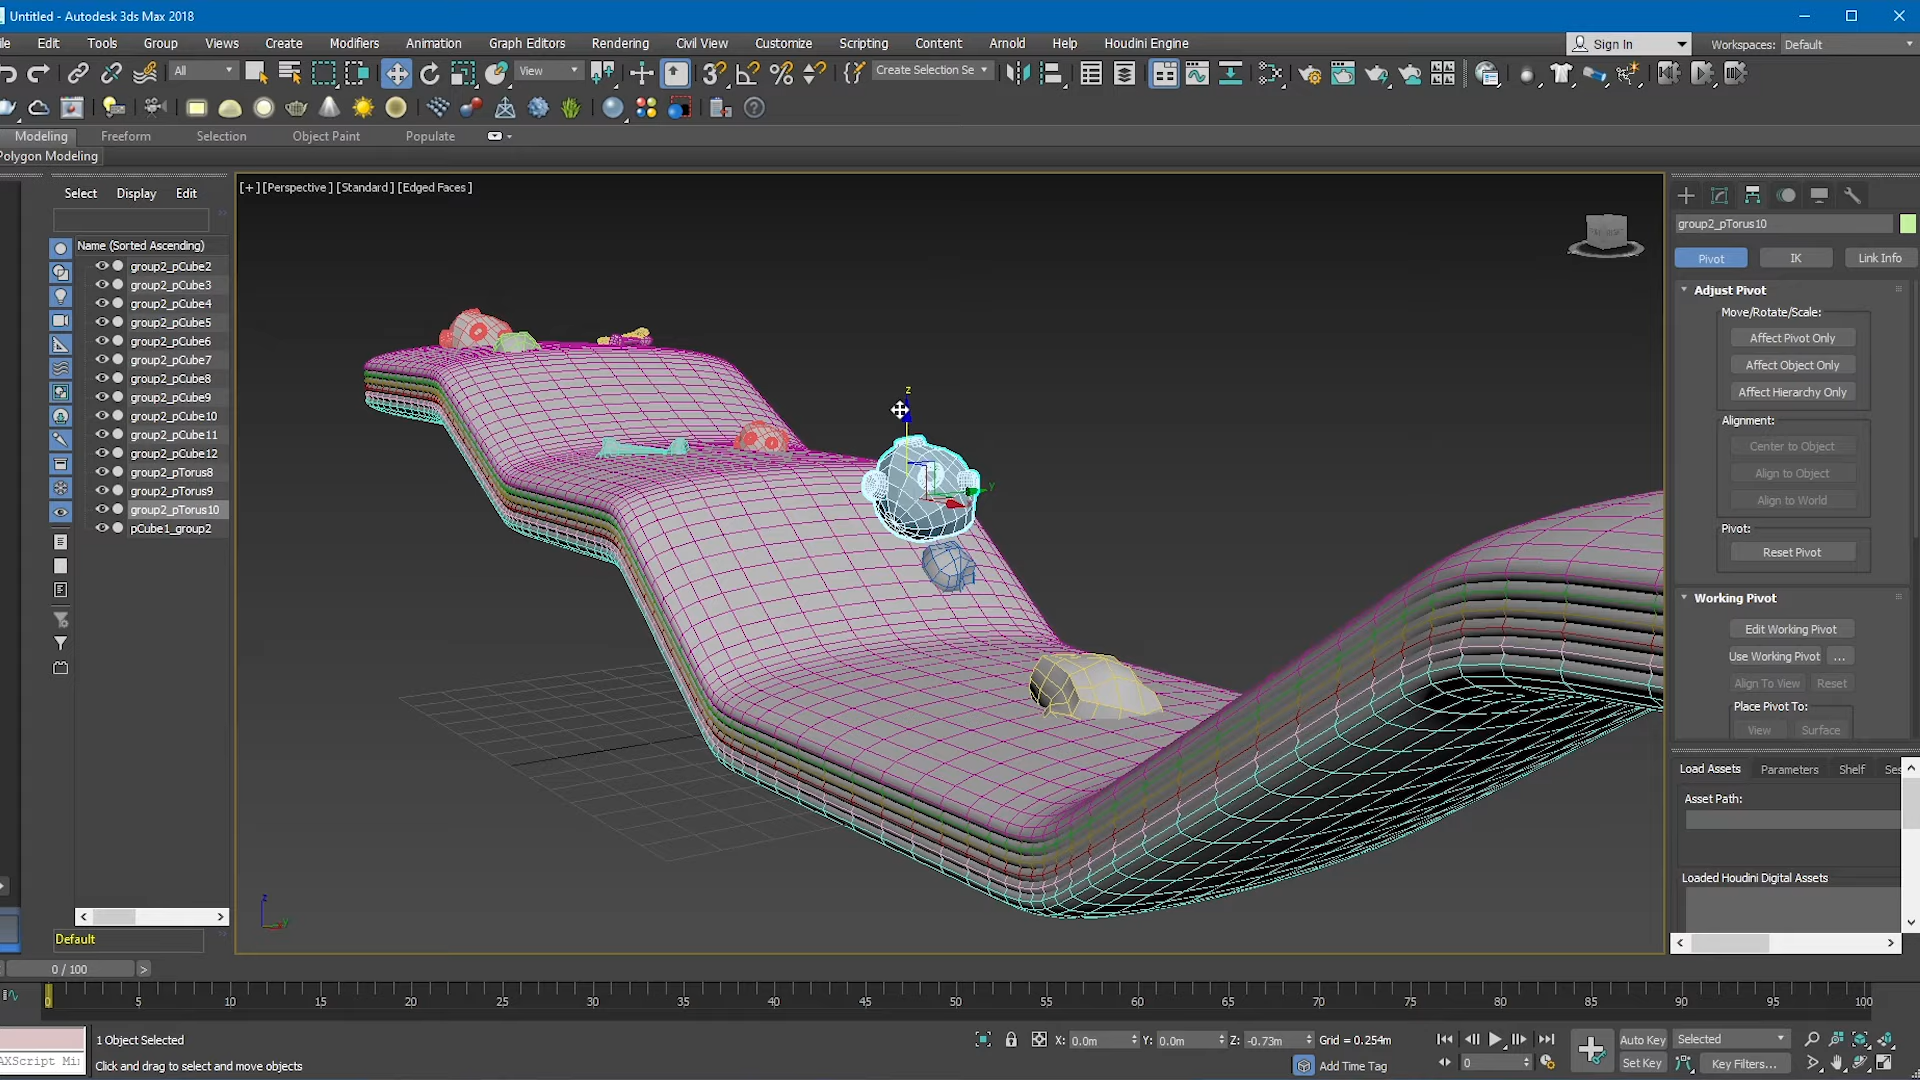 Untitled - Autodesk 3ds Max 2018
Edit Tools Group Views Create Modifiers Animation Graph Editors Rendering Civil View Customize Scripting Content Arnold Help Houdini Engine
Sign In
Workspaces: Default
All
View
Create Selection Se
Modeling Freeform Selection Object Paint Populate
Polygon Modeling
Select Display Edit
Name (Sorted Ascending)
group2_pCube2
group2_pCube3
group2_pCube4
group2_pCube5
group2_pCube6
group2_pCube7
group2_pCube8
group2_pCube9
group2_pCube10
group2_pCube11
group2_pCube12
group2_pTorus8
group2_pTorus9
group2_pTorus10
pCube1_group2
Default
[+] [Perspective] [Standard] [Edged Faces]
z
y
z
y
group2_pTorus10
Pivot IK Link Info
Adjust Pivot
Move/Rotate/Scale:
Affect Pivot Only
Affect Object Only
Affect Hierarchy Only
Alignment:
Center to Object
Align to Object
Align to World
Pivot:
Reset Pivot
Working Pivot
Edit Working Pivot
Use Working Pivot ...
Align To View Reset
Place Pivot To:
View Surface
Load Assets Parameters Shelf Ses
Asset Path:
Loaded Houdini Digital Assets
0 / 100
0 5 10 15 20 25 30 35 40 45 50 55 60 65 70 75 80 85 90 95 100
1 Object Selected
AXScript Mi
Click and drag to select and move objects
X: 0.0m Y: 0.0m Z: -0.73m Grid = 0.254m
Add Time Tag
0
Auto Key Selected
Set Key Key Filters...